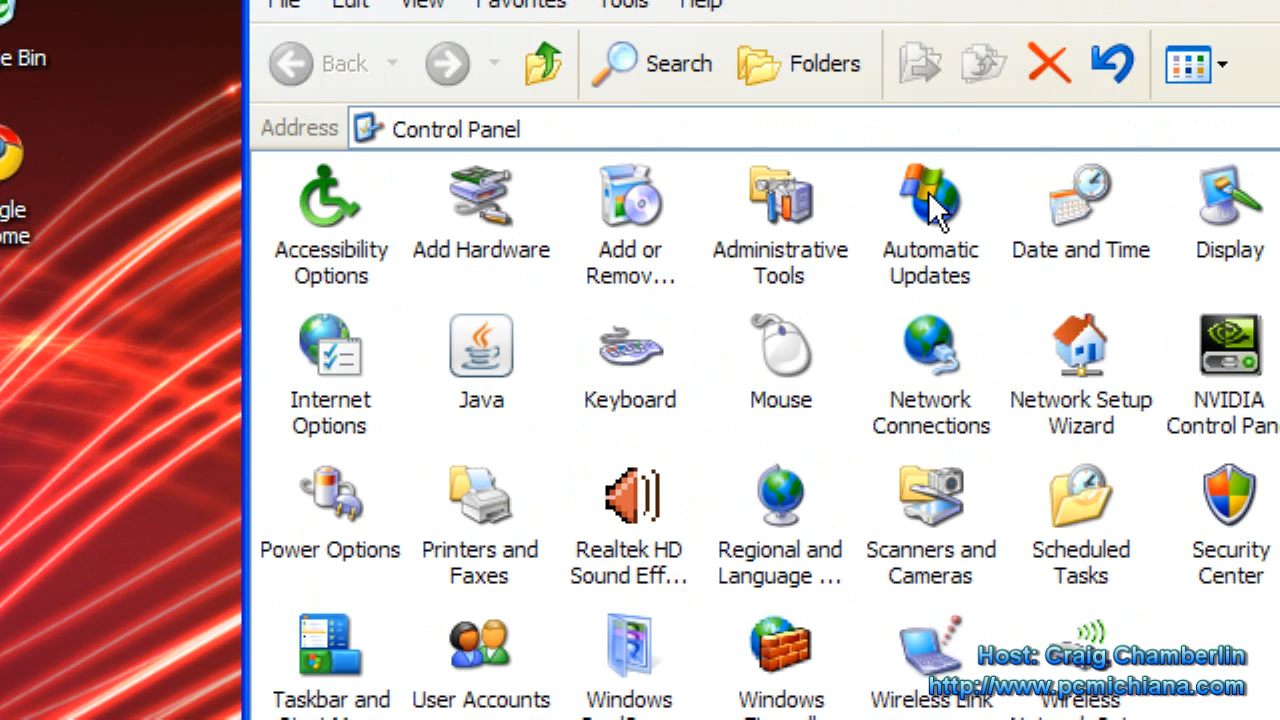 File Edit View Favorites Tools Help
e Bin
Back
Search
Folders
Address
Control Panel
gle
ome
Accessibility
Options
Add Hardware
Add or
Remov...
Administrative
Tools
Automatic
Updates
Date and Time
Display
Internet
Options
Java
Keyboard
Mouse
Network
Connections
Network Setup
Wizard
NVIDIA
Control Pan
Power Options
Printers and
Faxes
Realtek HD
Sound Eff...
Regional and
Language ...
Scanners and
Cameras
Scheduled
Tasks
Security
Center
Taskbar and
User Accounts
Windows
Windows
Wireless Link
Wireless
Host: Craig Chamberlin
http://www.pcmichiana.com